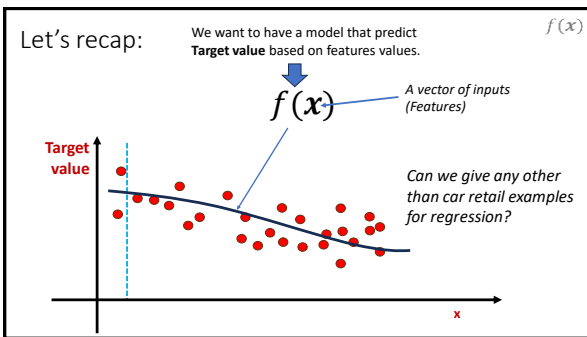 Let's recap:
We want to have a model that predict
Target value based on features values.
f(x)
f(x)
A vector of inputs
(Features)
Target
value
Can we give any other
than car retail examples
for regression?
x